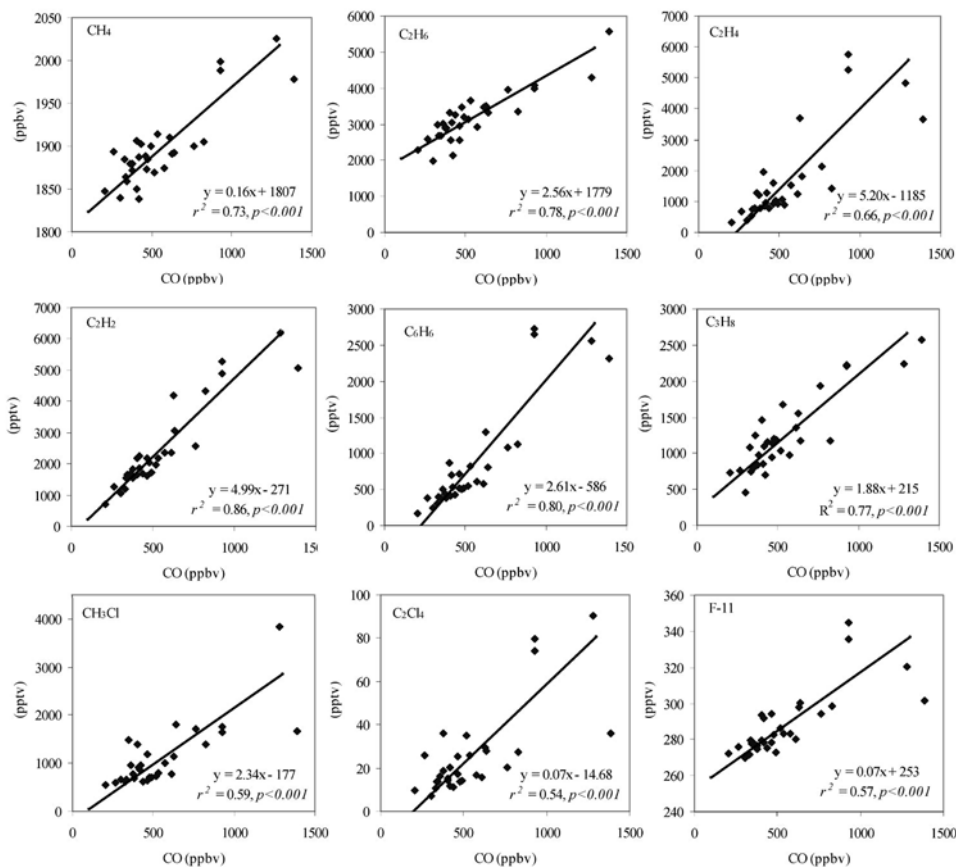 CH4
(ppbv)
2050
2000
1950
1900
1850
1800
y = 0.16x + 1807
r² = 0.73, p<0.001
0 500 1000 1500
CO (ppbv)
C2H6
(pptv)
6000
5000
4000
3000
2000
1000
0
y = 2.56x + 1779
r² = 0.78, p<0.001
0 500 1000 1500
CO (ppbv)
C2H4
(pptv)
7000
6000
5000
4000
3000
2000
1000
0
y = 5.20x - 1185
r² = 0.66, p<0.001
0 500 1000 1500
CO (ppbv)
C2H2
(pptv)
7000
6000
5000
4000
3000
2000
1000
0
y = 4.99x - 271
r² = 0.86, p<0.001
0 500 1000 150
CO (ppbv)
C6H6
(pptv)
3000
2500
2000
1500
1000
500
0
y = 2.61x - 586
r² = 0.80, p<0.001
0 500 1000 150
CO (ppbv)
C3H8
(pptv)
3000
2500
2000
1500
1000
500
0
y = 1.88x + 215
R² = 0.77, p<0.001
0 500 1000 1500
CO (ppbv)
CH3Cl
(pptv)
4000
3000
2000
1000
0
y = 2.34x - 177
r² = 0.59, p<0.001
0 500 1000 1500
CO (ppbv)
C2Cl4
(pptv)
100
80
60
40
20
0
y = 0.07x - 14.68
r² = 0.54, p<0.001
0 500 1000 1500
CO (ppbv)
F-11
(pptv)
360
340
320
300
280
260
240
y = 0.07x + 253
r² = 0.57, p<0.001
0 500 1000 1500
CO (ppbv)